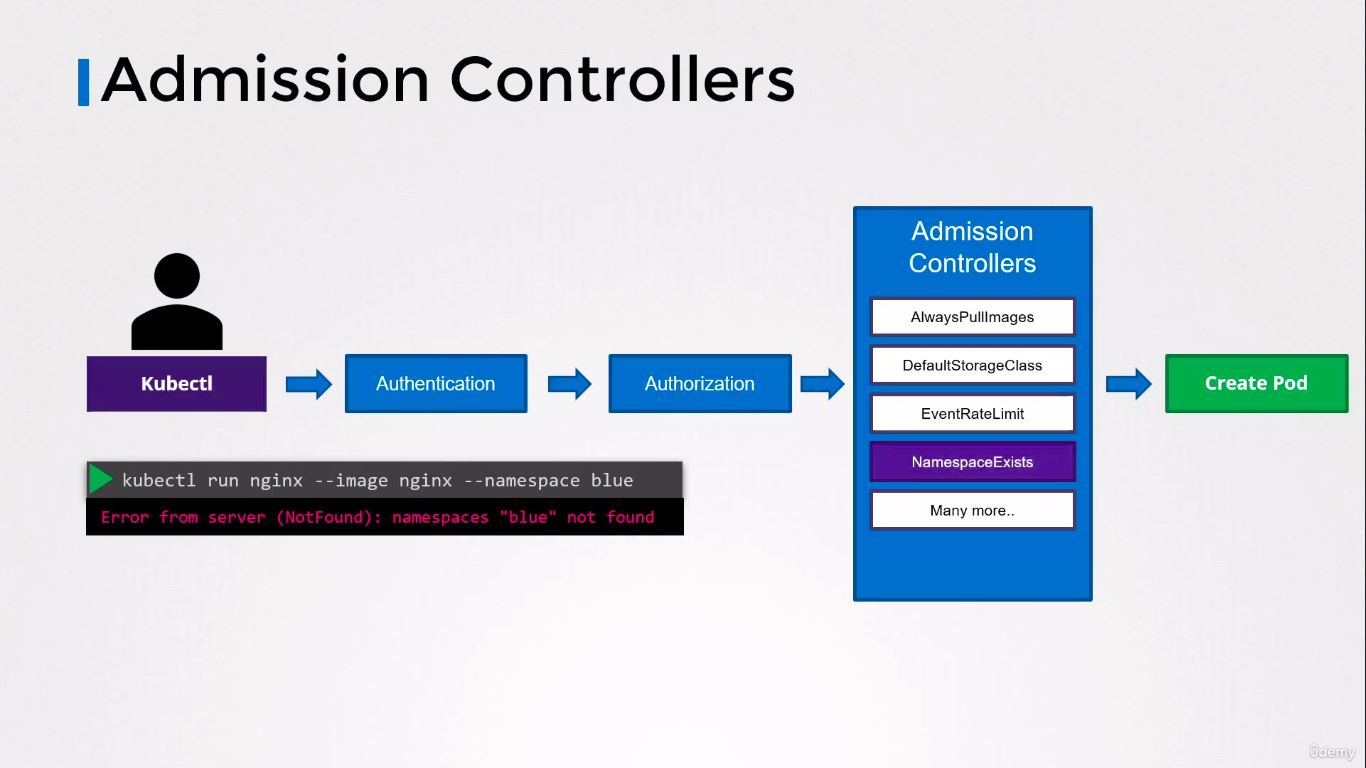 Admission Controllers
Admission
Controllers
AlwaysPullImages
DefaultStorageClass
EventRateLimit
NamespaceExists
Many more..
Kubectl
Authentication
Authorization
Create Pod
kubectl run nginx --image nginx --namespace blue
Error from server (NotFound): namespaces "blue" not found
ûdemy